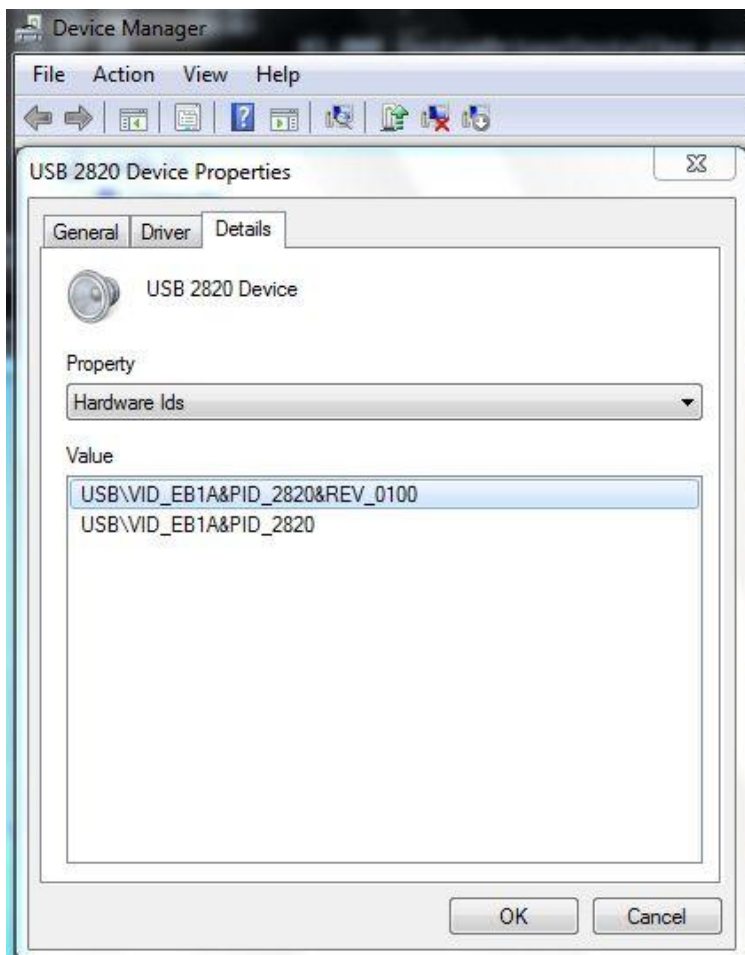 Device Manager
File Action View Help
USB 2820 Device Properties
General Driver Details
USB 2820 Device
Property
Hardware Ids
Value
USB\VID_EB1A&PID_2820&REV_0100
USB\VID_EB1A&PID_2820
OK Cancel